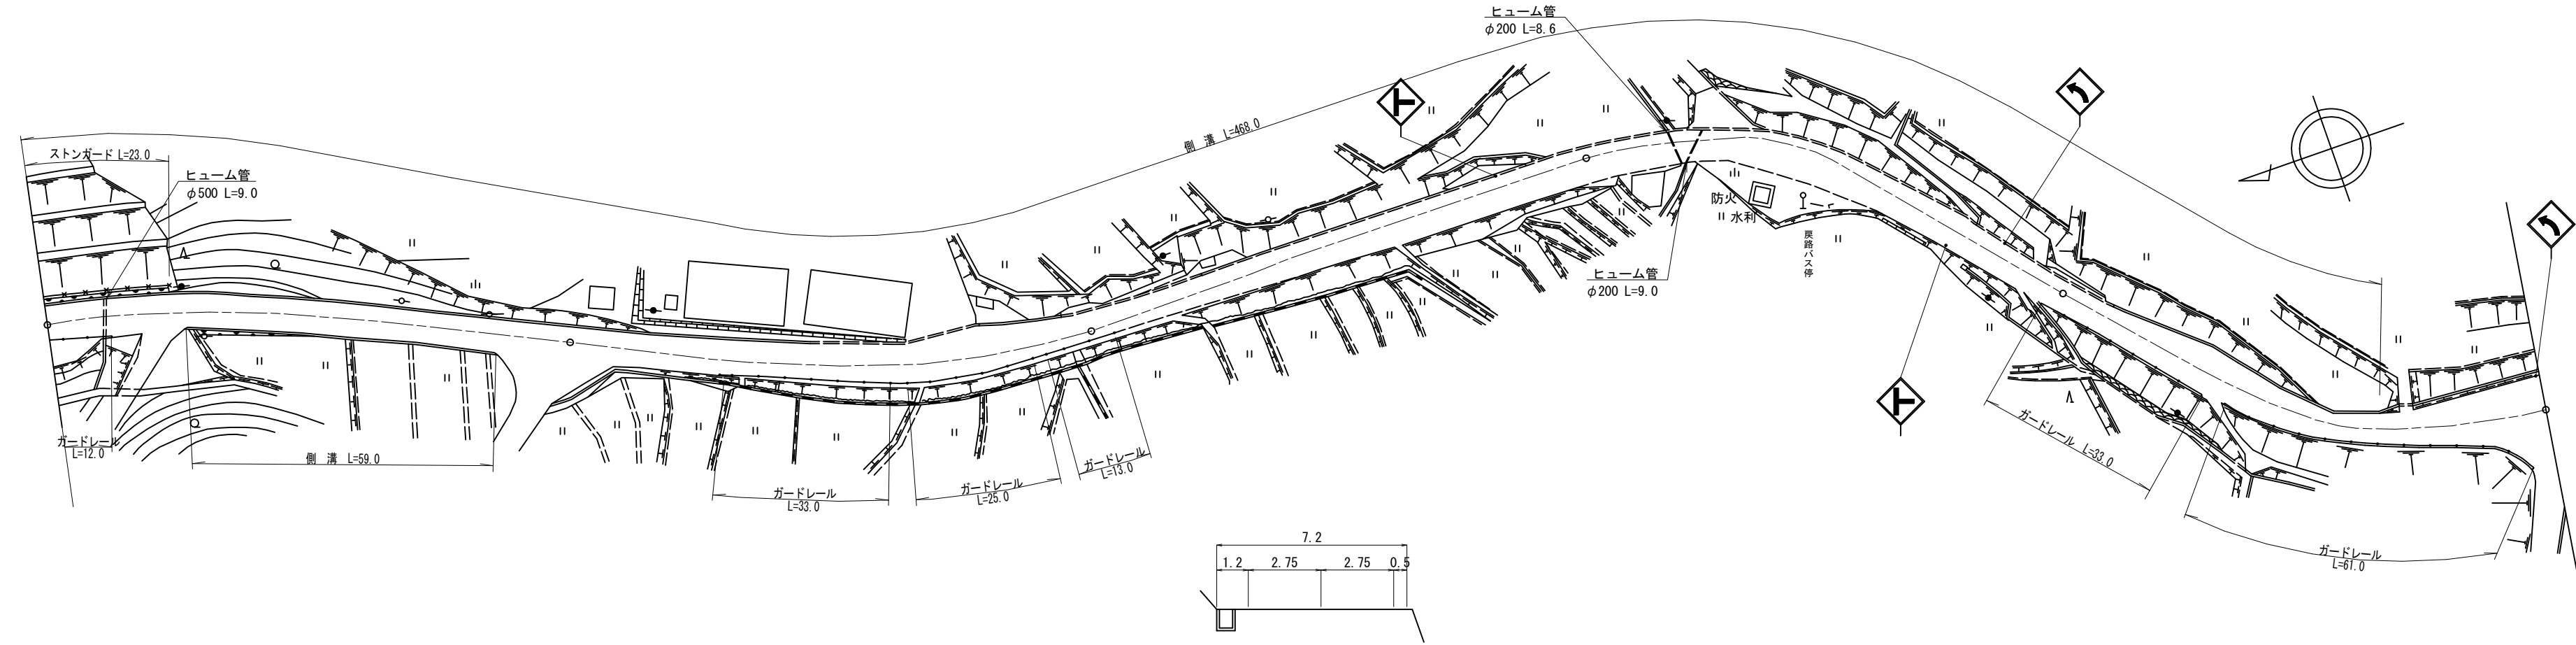 ヒューム管
φ200 L=8.6
側 溝 L=468.0
ストンガード L=23.0
ヒューム管
φ500 L=9.0
防火
水利
戻路バス停
ヒューム管
φ200 L=9.0
ガードレール
L=12.0
側 溝 L=59.0
ガードレール
L=33.0
ガードレール
L=25.0
ガードレール
L=13.0
ガードレール L=33.0
ガードレール
L=61.0
7.2
1.2 2.75 2.75 0.5